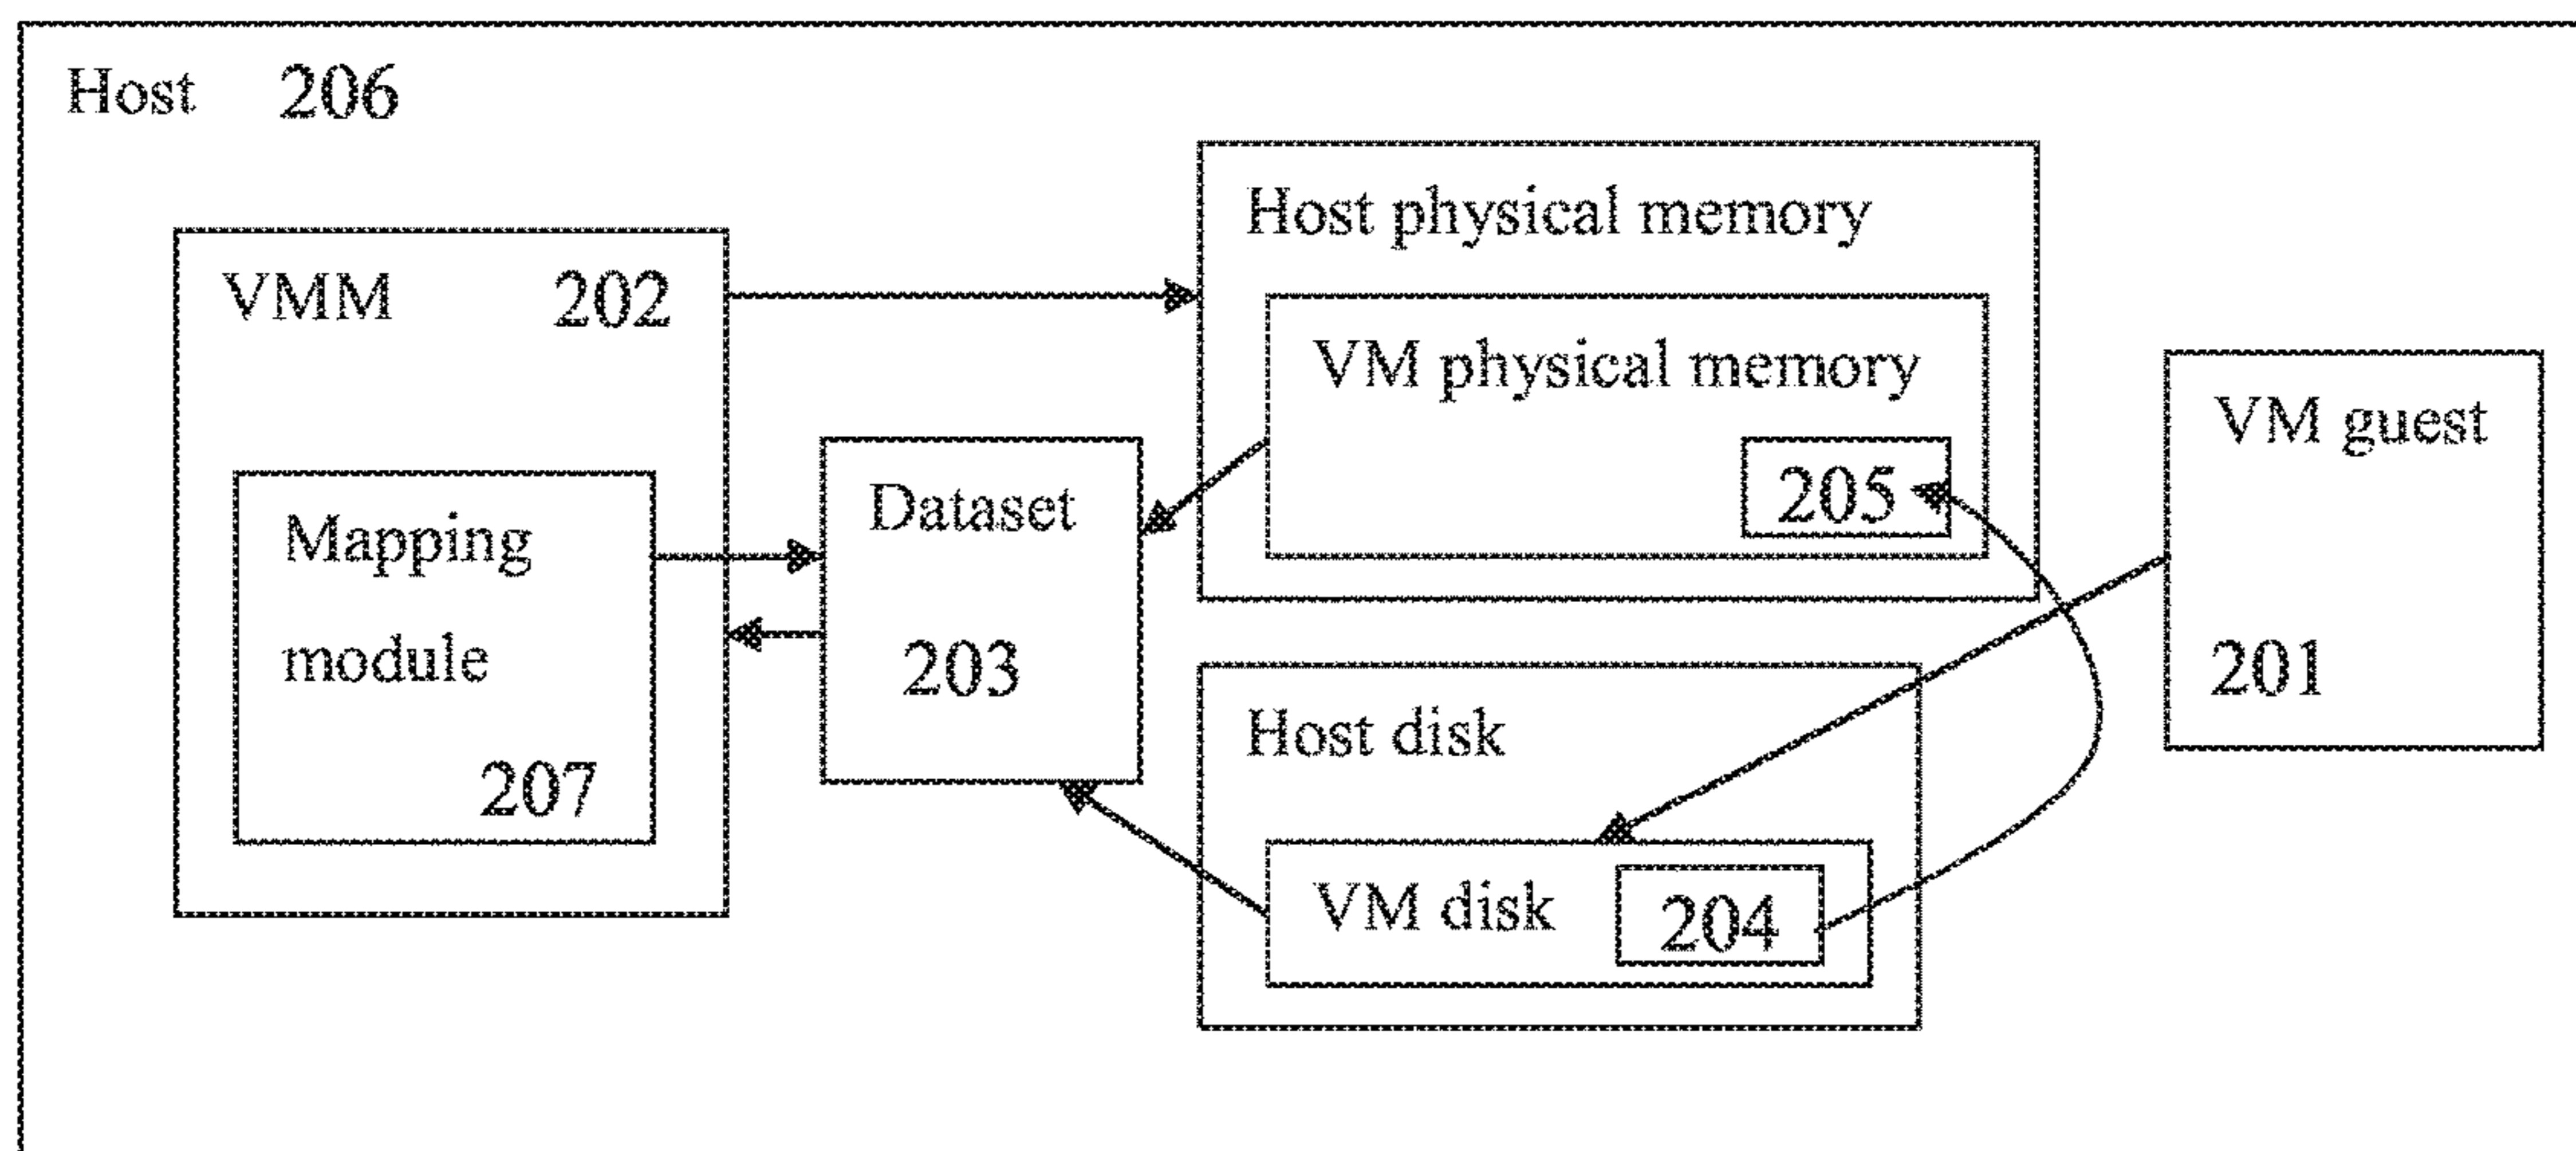 Host 206
VMM 202
Mapping
module
207
Dataset
203
Host physical memory
VM physical memory
205
Host disk
VM disk 204
VM guest
201